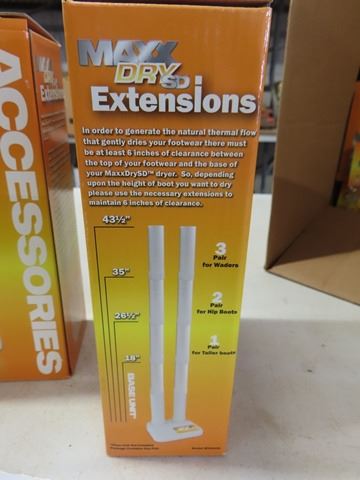 MAXX
DRY SD
Extensions
In order to generate the natural thermal flow
that gently dries your footwear there must
be at least 6 inches of clearance between
the top of your footwear and the base of
your MaxxDrySD™ dryer. So, depending
upon the height of boot you want to dry
please use the necessary extensions to
maintain 6 inches of clearance.
43½"
3
Pair
for Waders
35"
2
Pair
for Hip Boots
26½"
1
Pair
for Taller boots
18"
BASE UNIT*
ACCESSORIES